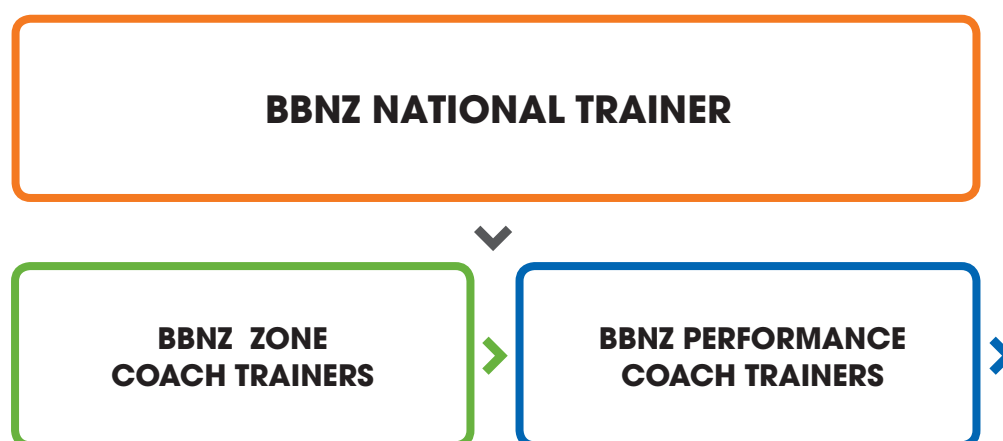 BBNZ NATIONAL TRAINER
BBNZ ZONE
COACH TRAINERS
BBNZ PERFORMANCE
COACH TRAINERS